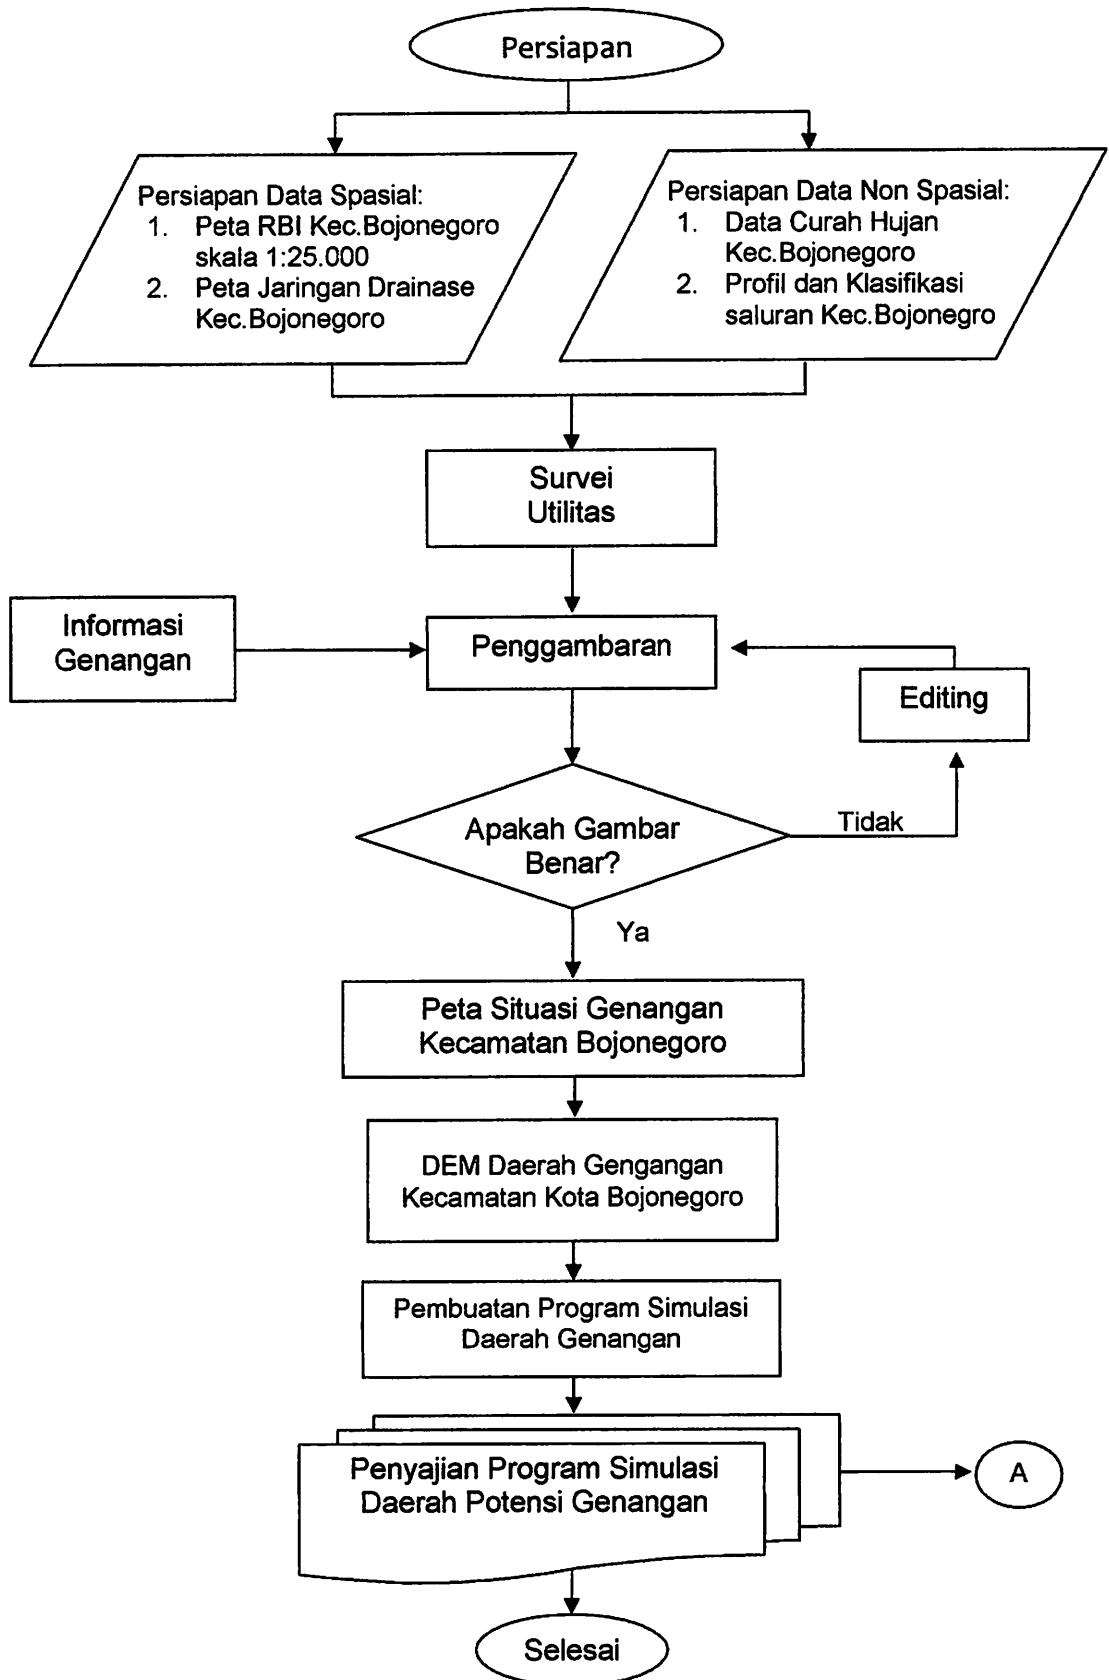 Persiapan
Persiapan Data Spasial:
1. Peta RBI Kec.Bojonegoro
skala 1:25.000
2. Peta Jaringan Drainase
Kec.Bojonegoro
Persiapan Data Non Spasial:
1. Data Curah Hujan
Kec.Bojonegoro
2. Profil dan Klasifikasi
saluran Kec.Bojonegro
Survei
Utilitas
Informasi
Genangan
Penggambaran
Editing
Apakah Gambar
Benar?
Tidak
Ya
Peta Situasi Genangan
Kecamatan Bojonegoro
DEM Daerah Gengangan
Kecamatan Kota Bojonegoro
Pembuatan Program Simulasi
Daerah Genangan
Penyajian Program Simulasi
Daerah Potensi Genangan
A
Selesai